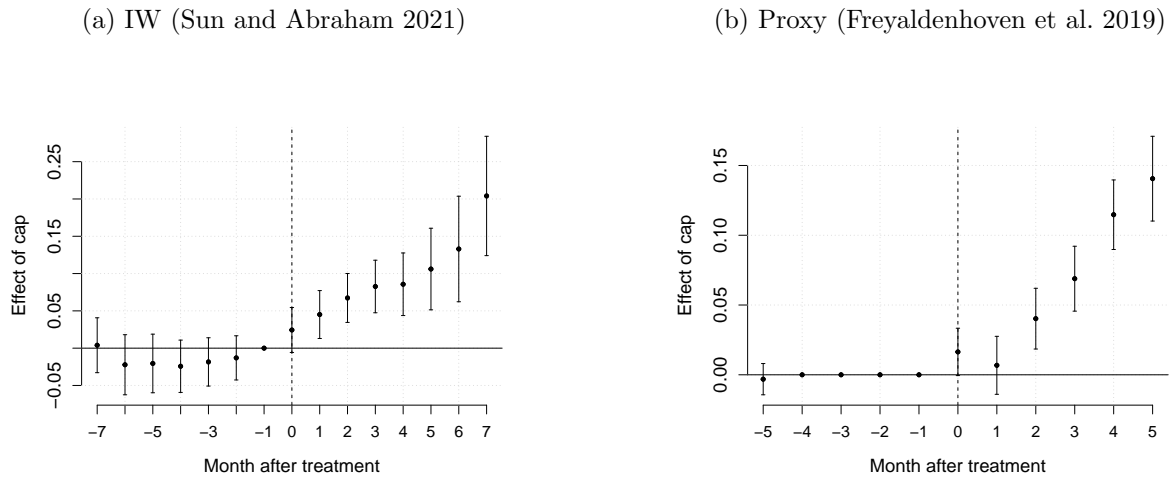 (a) IW (Sun and Abraham 2021)
Effect of cap
0.25
0.15
0.05
−0.05
−7 −5 −3 −1 0 1 2 3 4 5 6 7
Month after treatment
(b) Proxy (Freyaldenhoven et al. 2019)
Effect of cap
0.15
0.10
0.05
0.00
−5 −4 −3 −2 −1 0 1 2 3 4 5
Month after treatment